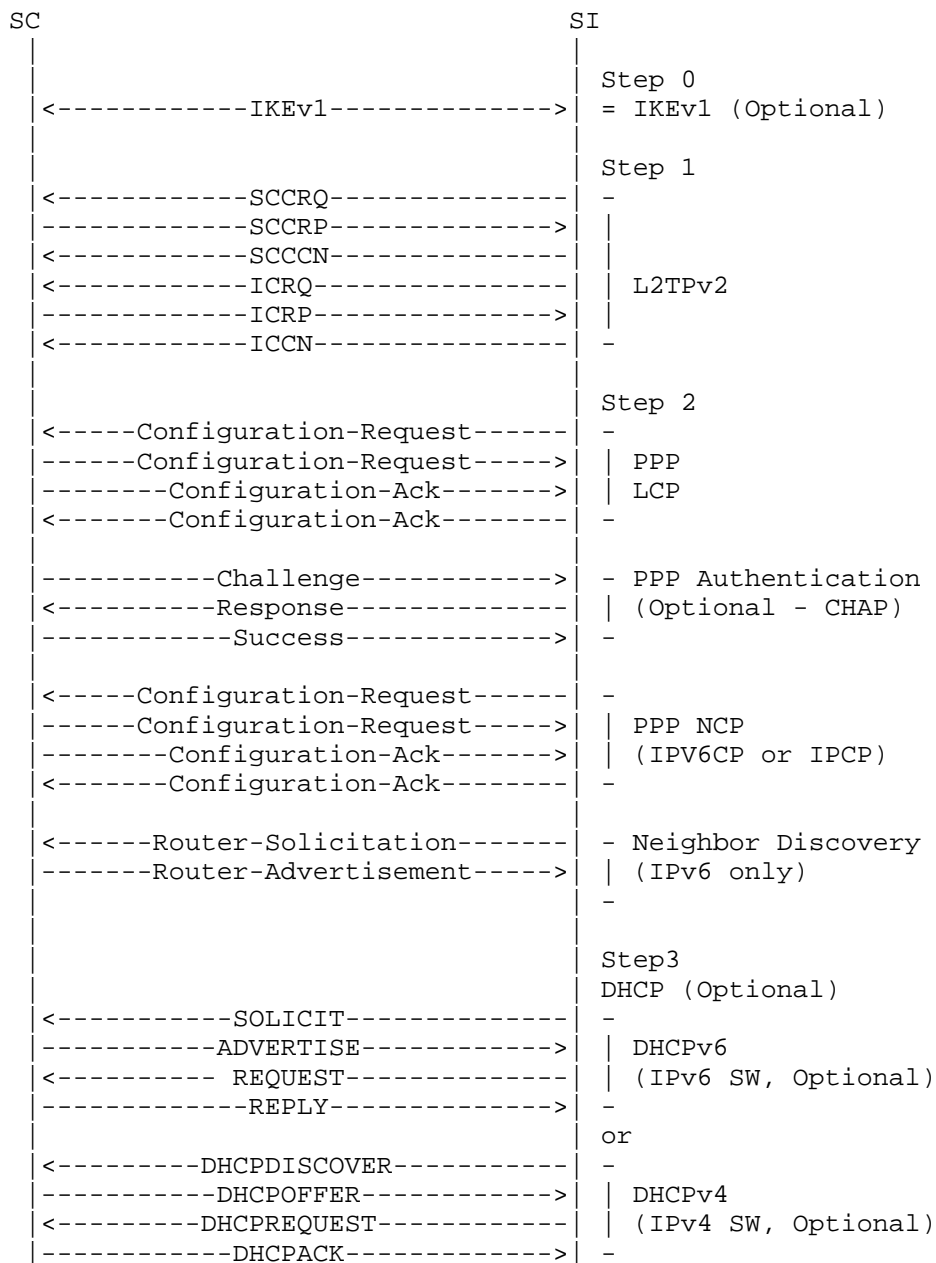 SC                                    SI
 |                                   |
 |                                   | Step 0
 |<------------IKEv1-------------->| = IKEv1 (Optional)
 |                                   |
 |                                   | Step 1
 |<------------SCCRQ---------------| -
 |-------------SCCRP-------------->| |
 |<------------SCCCN---------------| |
 |<------------ICRQ----------------| | L2TPv2
 |-------------ICRP--------------->| |
 |<------------ICCN----------------| -
 |                                   |
 |                                   | Step 2
 |<-----Configuration-Request------| -
 |------Configuration-Request----->| | PPP
 |--------Configuration-Ack------->| | LCP
 |<-------Configuration-Ack--------| -
 |                                   |
 |-----------Challenge------------>| - PPP Authentication
 |<----------Response--------------| | (Optional - CHAP)
 |------------Success------------->| -
 |                                   |
 |<-----Configuration-Request------| -
 |------Configuration-Request----->| | PPP NCP
 |--------Configuration-Ack------->| | (IPV6CP or IPCP)
 |<-------Configuration-Ack--------| -
 |                                   |
 |<------Router-Solicitation-------| - Neighbor Discovery
 |-------Router-Advertisement----->| | (IPv6 only)
 |                                   | -
 |                                   |
 |                                   | Step3
 |                                   | DHCP (Optional)
 |<-----------SOLICIT--------------| -
 |-----------ADVERTISE------------>| | DHCPv6
 |<---------- REQUEST--------------| | (IPv6 SW, Optional)
 |-------------REPLY-------------->| -
 |                                   | or
 |<---------DHCPDISCOVER-----------| -
 |-----------DHCPOFFER------------>| | DHCPv4
 |<---------DHCPREQUEST------------| | (IPv4 SW, Optional)
 |------------DHCPACK------------->| -